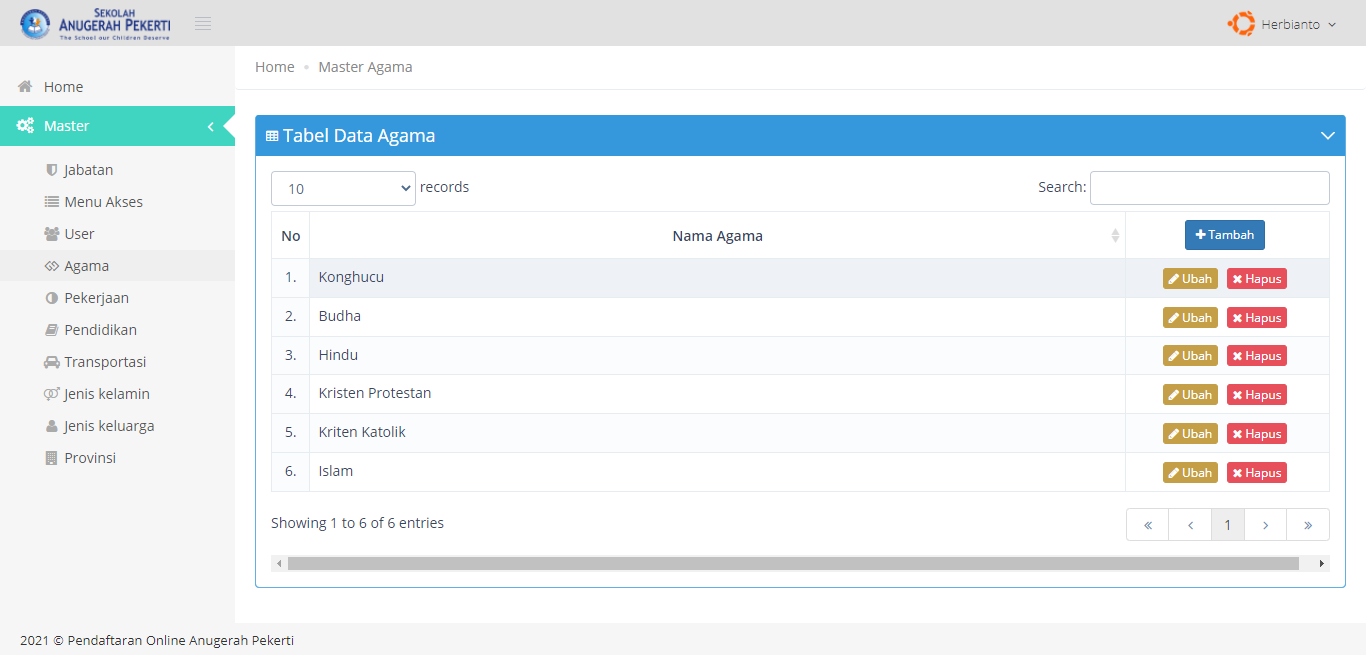 SEKOLAH
ANUGERAH PEKERTI
The School our Children Deserve
Herbianto
Home
Master Agama
Home
Master
Jabatan
Menu Akses
User
Agama
Pekerjaan
Pendidikan
Transportasi
Jenis kelamin
Jenis keluarga
Provinsi
Tabel Data Agama
10 records
Search:
No Nama Agama Tambah
1. Konghucu Ubah Hapus
2. Budha Ubah Hapus
3. Hindu Ubah Hapus
4. Kristen Protestan Ubah Hapus
5. Kriten Katolik Ubah Hapus
6. Islam Ubah Hapus
Showing 1 to 6 of 6 entries
« ‹ 1 › »
2021 © Pendaftaran Online Anugerah Pekerti